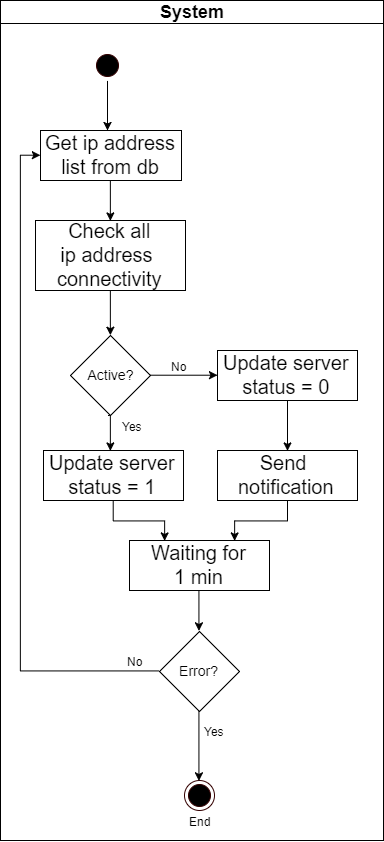 System
Get ip address
list from db
Check all
ip address
connectivity
Active?
No
Yes
Update server
status = 0
Update server
status = 1
Send
notification
Waiting for
1 min
Error?
No
Yes
End